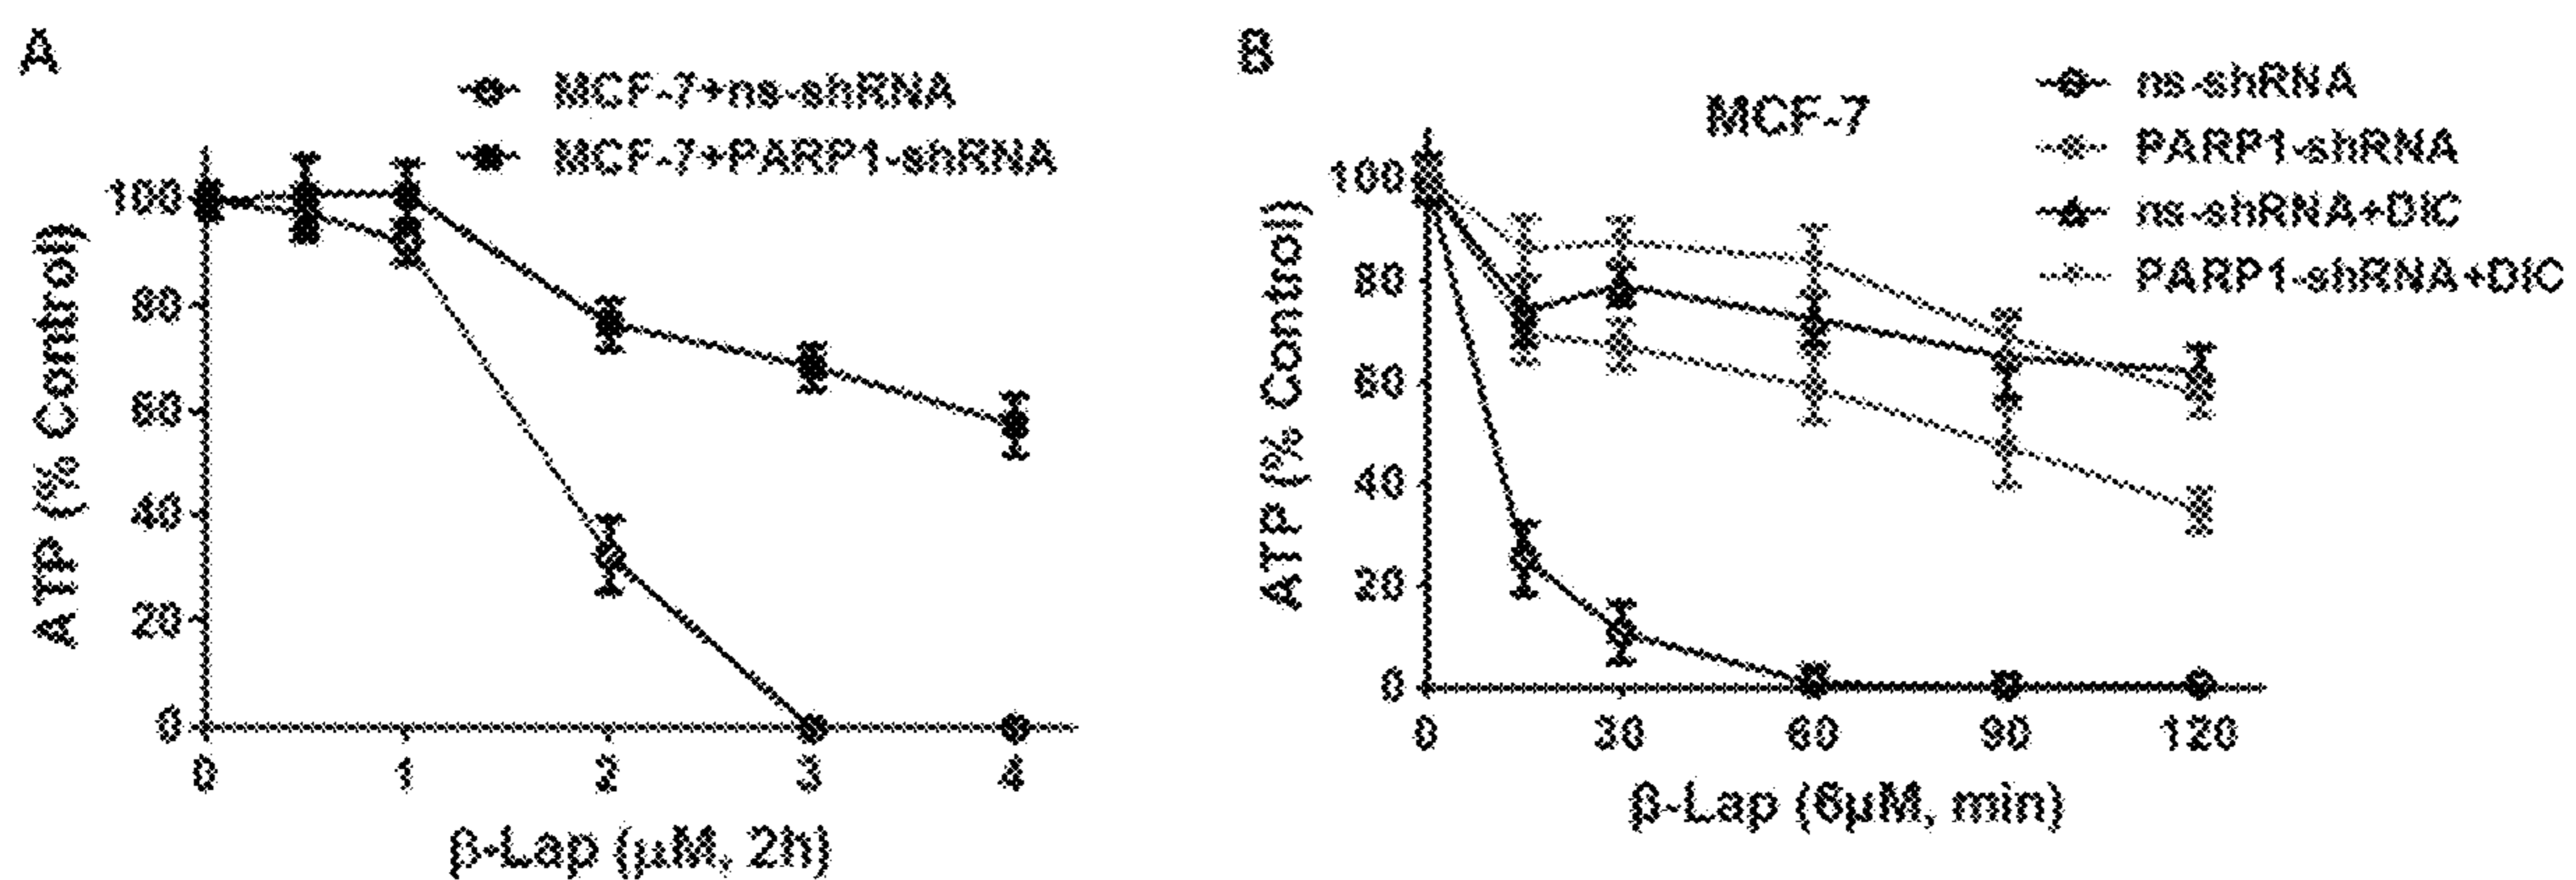 A
MCF-7+ns-shRNA
MCF-7+PARP1-shRNA
ATP (% Control)
100
80
60
40
20
0
0 1 2 3 4
β-Lap (μM, 2h)
B
MCF-7
ns-shRNA
PARP1-shRNA
ns-shRNA+DIC
PARP1-shRNA+DIC
ATP (% Control)
100
80
60
40
20
0
0 30 60 90 120
β-Lap (6μM, min)